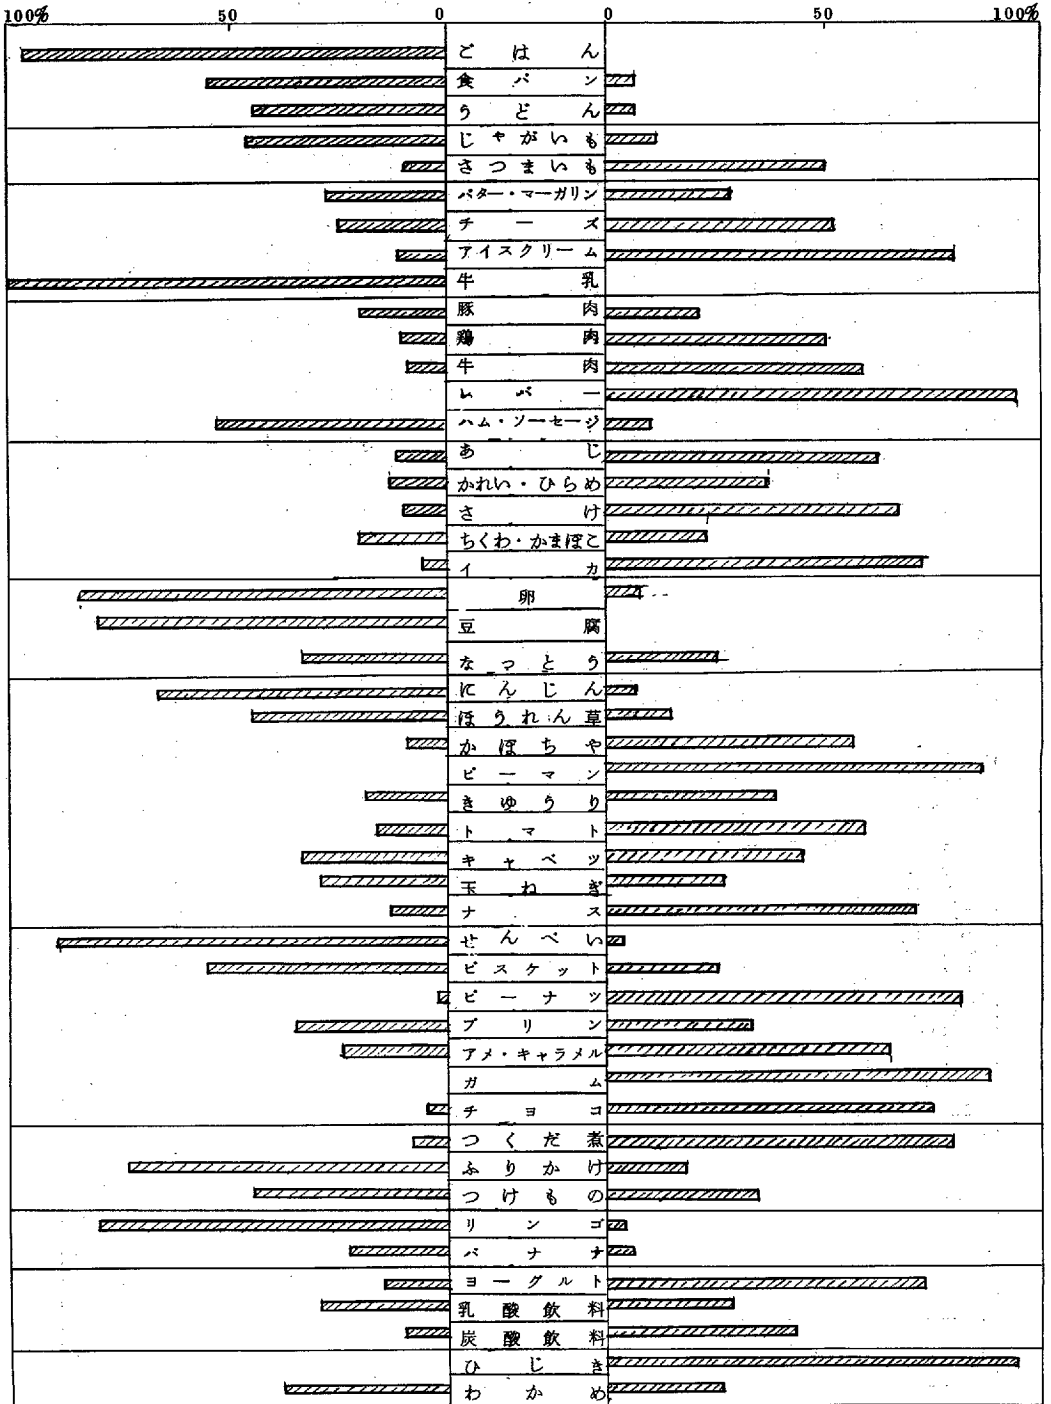 100% 50 0 0 50 100%
ごはん
食パン
うどん
じゃがいも
さつまいも
バター・マーガリン
チーズ
アイスクリーム
牛乳
豚肉
鶏肉
牛肉
レバー
ハム・ソーセージ
あじ
かれい・ひらめ
さけ
ちくわ・かまぼこ
イカ
卵
豆腐
なっとう
にんじん
ほうれん草
かぼちや
ピーマン
きゆうり
トマト
キャベツ
玉ねぎ
ナス
せんべい
ビスケット
ピーナツ
プリン
アメ・キャラメル
ガム
チョコ
つくだ煮
ふりかけ
つけもの
リンゴ
バナナ
ヨーグルト
乳酸飲料
炭酸飲料
ひじき
わかめ